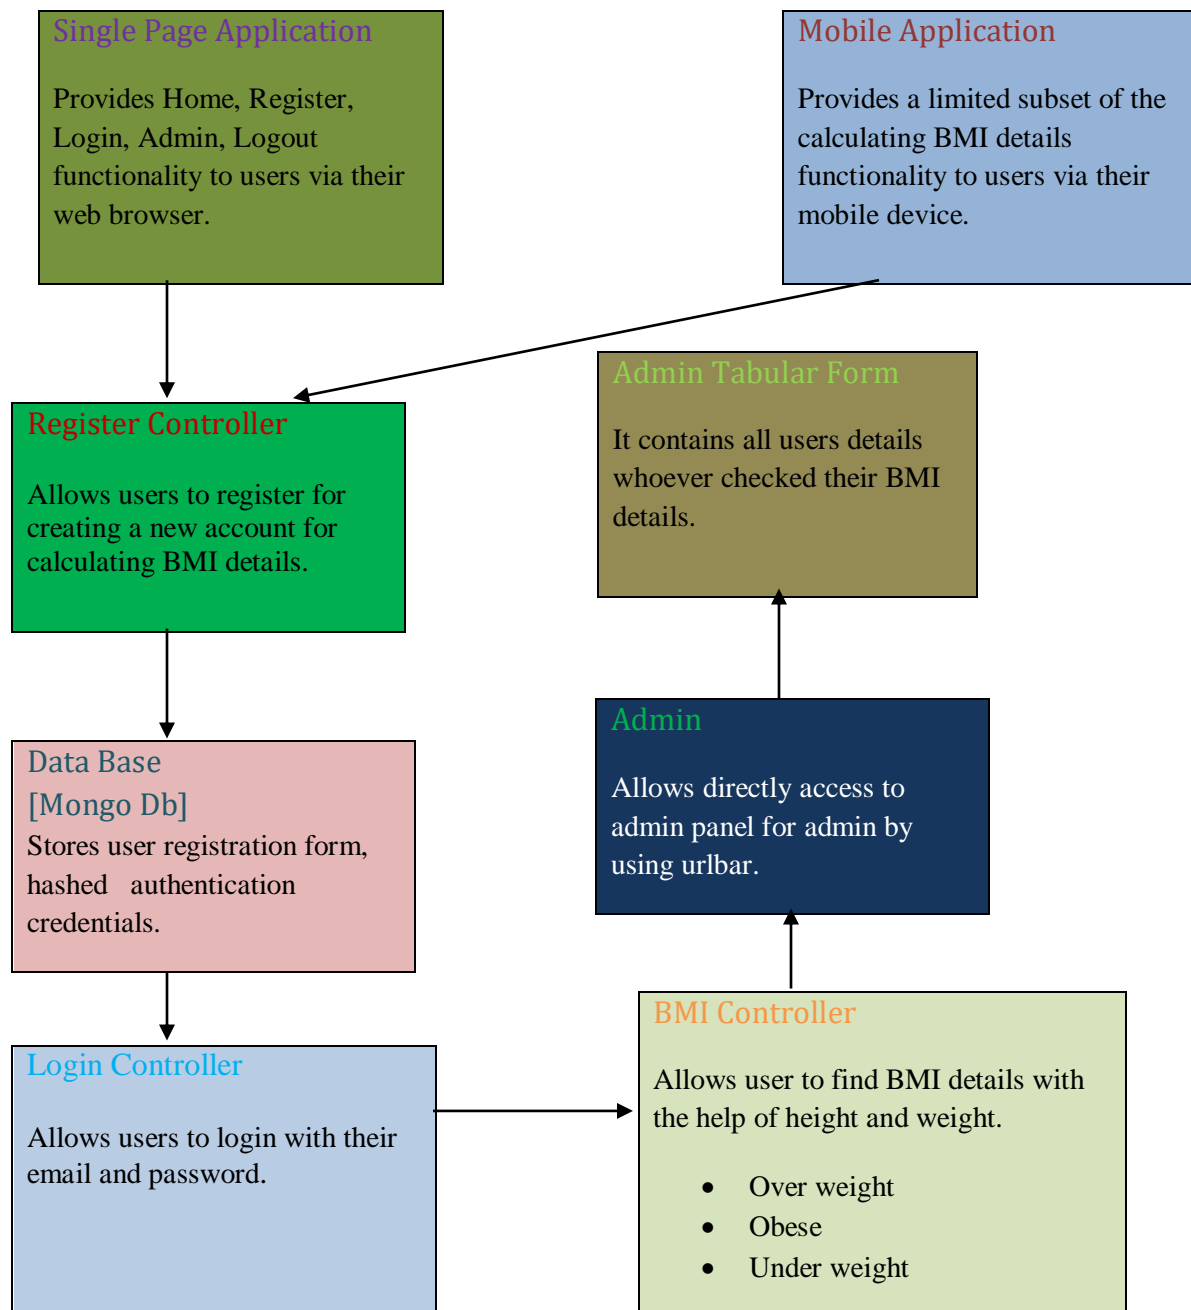 Single Page Application
Provides Home, Register,
Login, Admin, Logout
functionality to users via their
web browser.
Mobile Application
Provides a limited subset of the
calculating BMI details
functionality to users via their
mobile device.
Register Controller
Allows users to register for
creating a new account for
calculating BMI details.
Admin Tabular Form
It contains all users details
whoever checked their BMI
details.
Data Base
[Mongo Db]
Stores user registration form,
hashed authentication
credentials.
Admin
Allows directly access to
admin panel for admin by
using urlbar.
Login Controller
Allows users to login with their
email and password.
BMI Controller
Allows user to find BMI details with
the help of height and weight.
• Over weight
• Obese
• Under weight